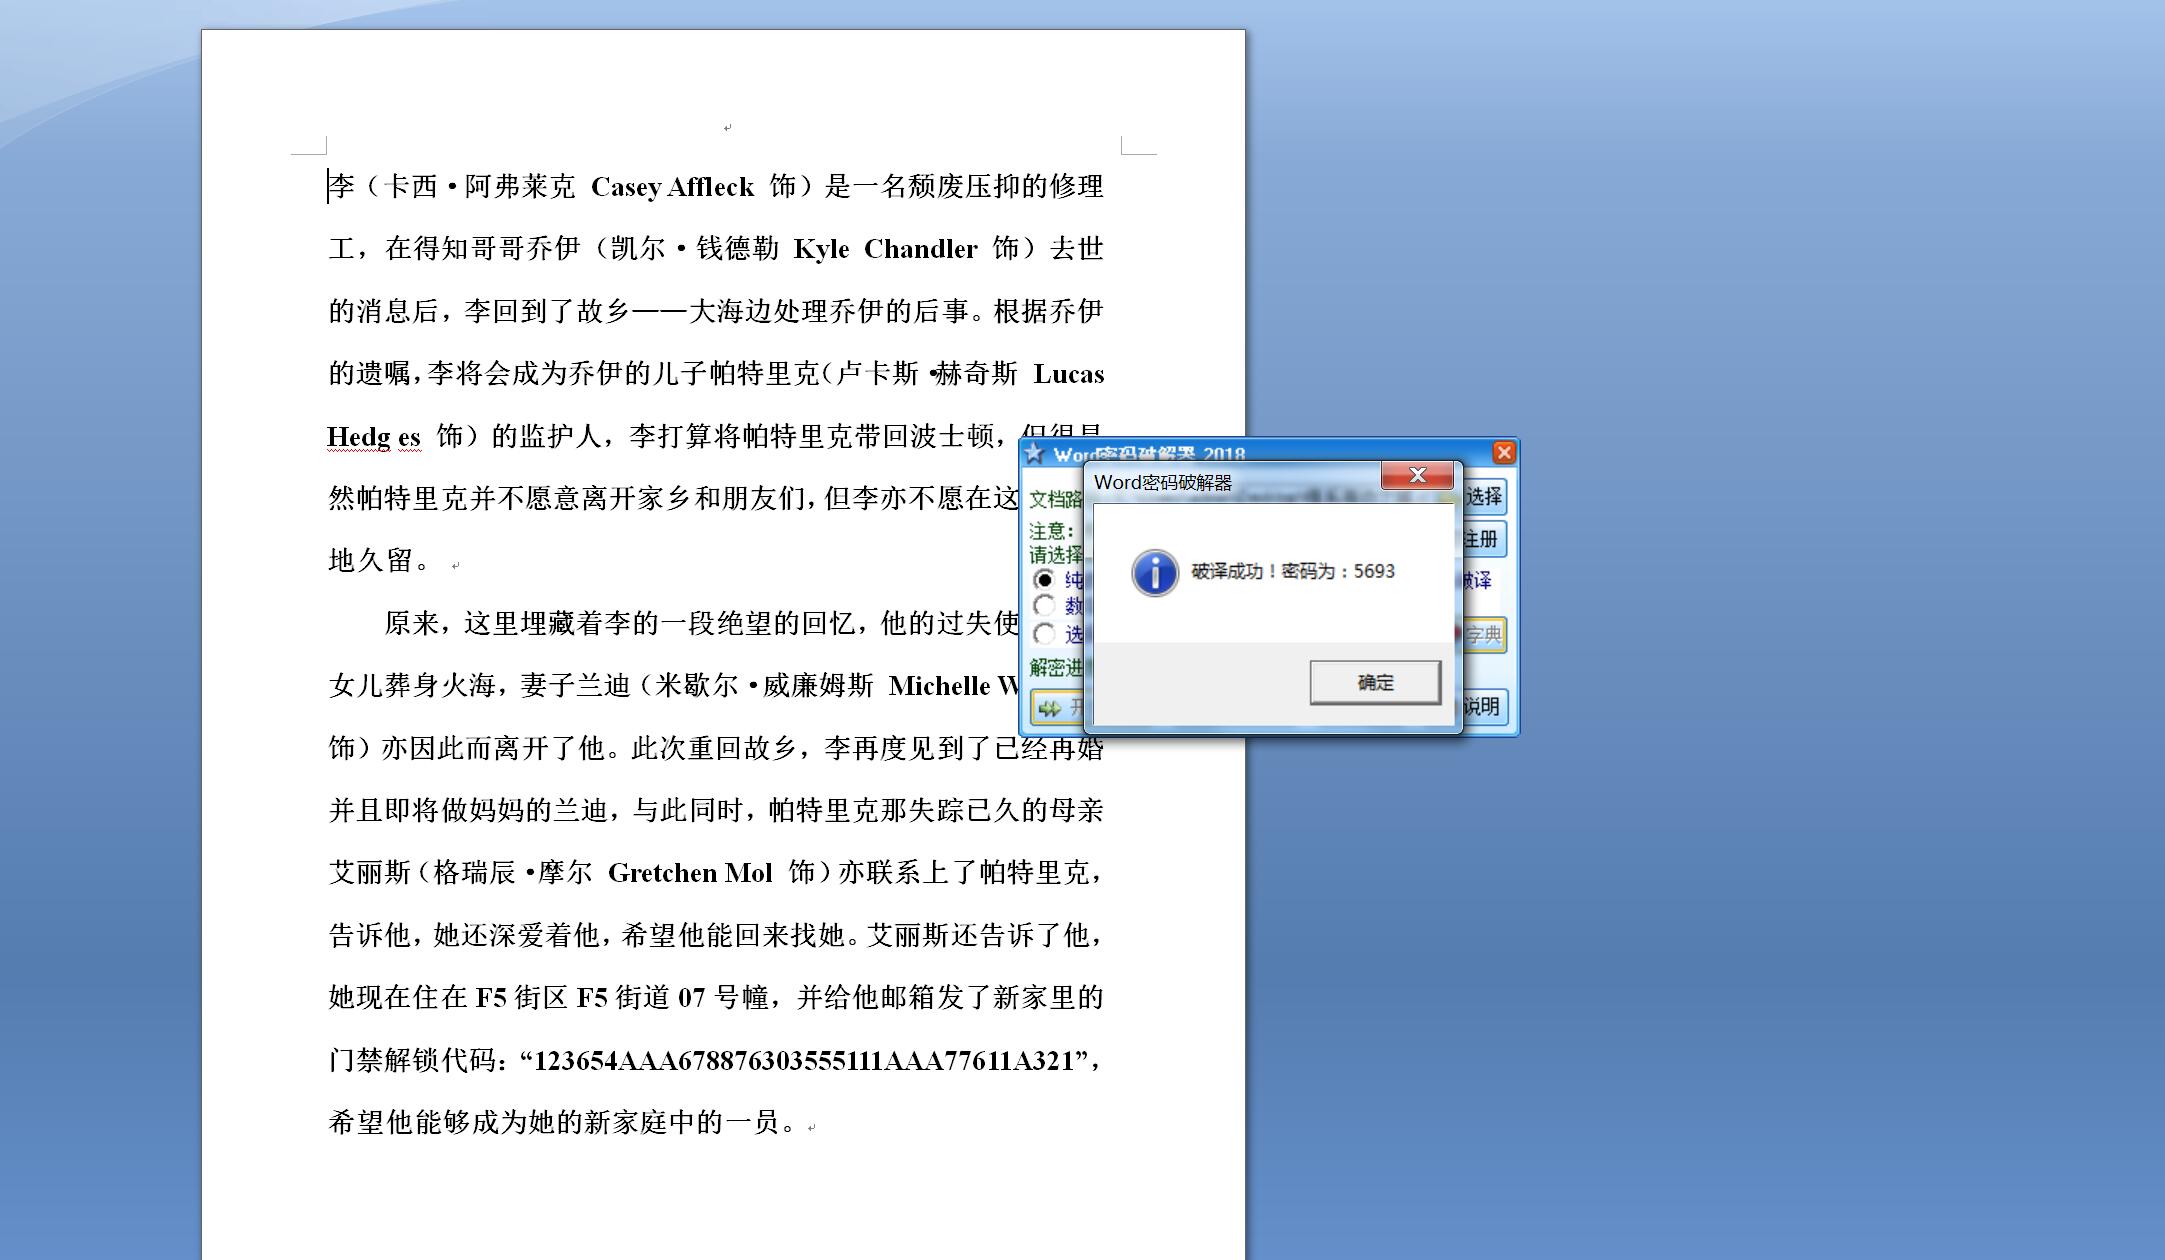 李（卡西·阿弗莱克 Casey Affleck 饰）是一名颓废压抑的修理
工，在得知哥哥乔伊（凯尔·钱德勒 Kyle Chandler 饰）去世
的消息后，李回到了故乡——大海边处理乔伊的后事。根据乔伊
的遗嘱，李将会成为乔伊的儿子帕特里克（卢卡斯·赫奇斯 Lucas
Hedg es 饰）的监护人，李打算将帕特里克带回波士顿，但很显
然帕特里克并不愿意离开家乡和朋友们，但李亦不愿在这
地久留。
原来，这里埋藏着李的一段绝望的回忆，他的过失使
女儿葬身火海，妻子兰迪（米歇尔·威廉姆斯 Michelle W
饰）亦因此而离开了他。此次重回故乡，李再度见到了已经再婚
并且即将做妈妈的兰迪，与此同时，帕特里克那失踪已久的母亲
艾丽斯（格瑞辰·摩尔 Gretchen Mol 饰）亦联系上了帕特里克，
告诉他，她还深爱着他，希望他能回来找她。艾丽斯还告诉了他，
她现在住在 F5 街区 F5 街道 07 号幢，并给他邮箱发了新家里的
门禁解锁代码：“123654AAA678876303555111AAA77611A321”，
希望他能够成为她的新家庭中的一员。
Word密码破解器 2018
文档路
选择
注意：
注册
请选择
纯
破译
数
选
字典
解密进
开
说明
Word密码破解器
破译成功！密码为：5693
确定